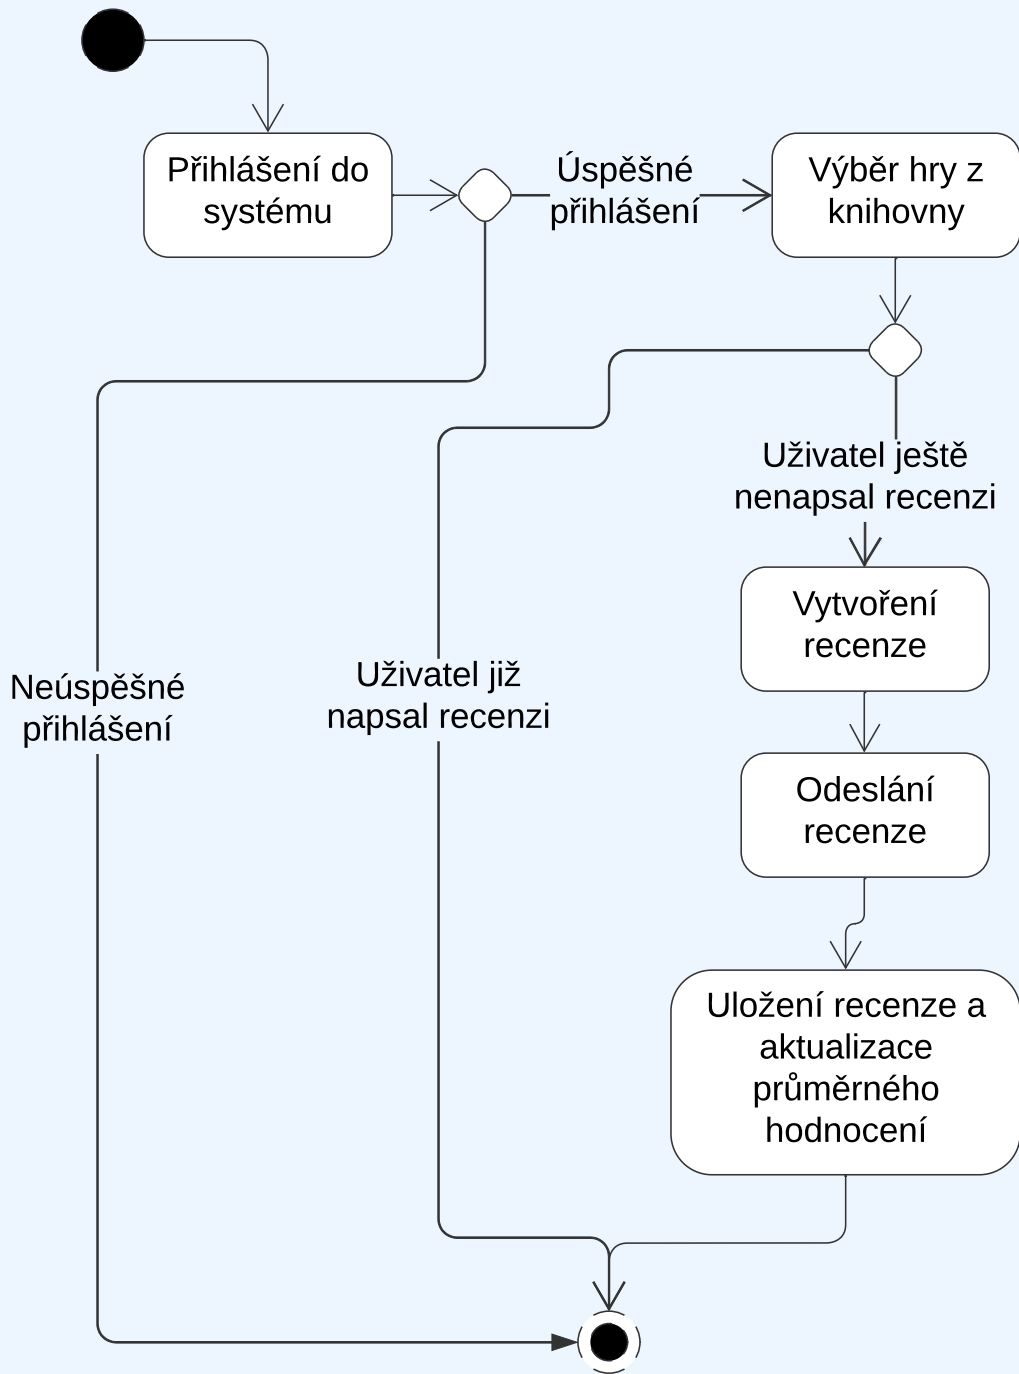 Přihlášení do
systému
Úspěšné
přihlášení
Výběr hry z
knihovny
Uživatel ještě
nenapsal recenzi
Vytvoření
recenze
Neúspěšné
přihlášení
Uživatel již
napsal recenzi
Odeslání
recenze
Uložení recenze a
aktualizace
průměrného
hodnocení